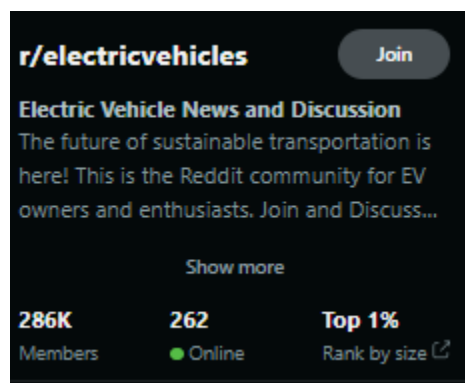 r/electricvehicles Join
Electric Vehicle News and Discussion
The future of sustainable transportation is
here! This is the Reddit community for EV
owners and enthusiasts. Join and Discuss...
Show more
286K 262 Top 1%
Members Online Rank by size